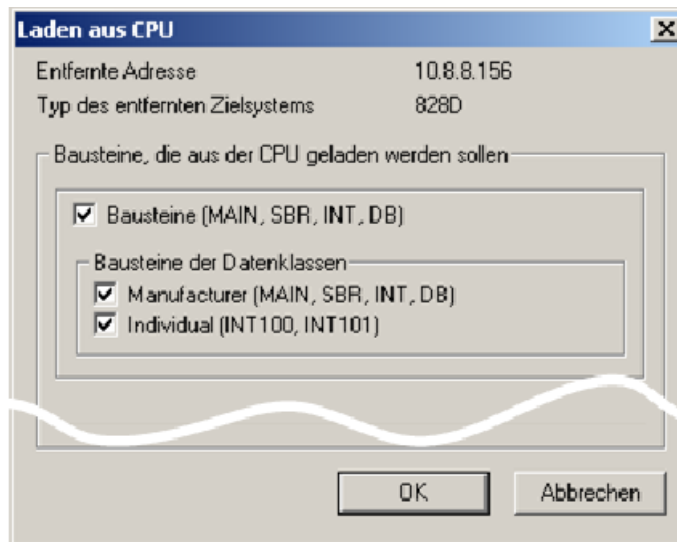 Laden aus CPU
Entfernte Adresse 10.8.8.156
Typ des entfernten Zielsystems 828D
Bausteine, die aus der CPU geladen werden sollen
Bausteine (MAIN, SBR, INT, DB)
Bausteine der Datenklassen
Manufacturer (MAIN, SBR, INT, DB)
Individual (INT100, INT101)
OK Abbrechen